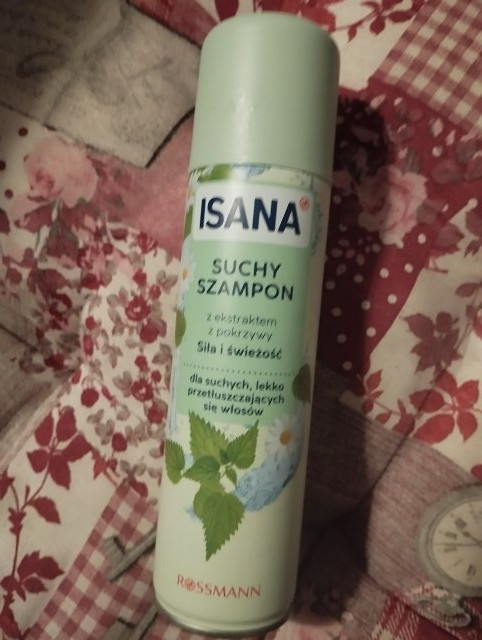 ISANA
SUCHY
SZAMPON
z ekstraktem
z pokrzywy
Siła i świeżość
dla suchych, lekko
przetłuszczających
się włosów
ROSSMANN